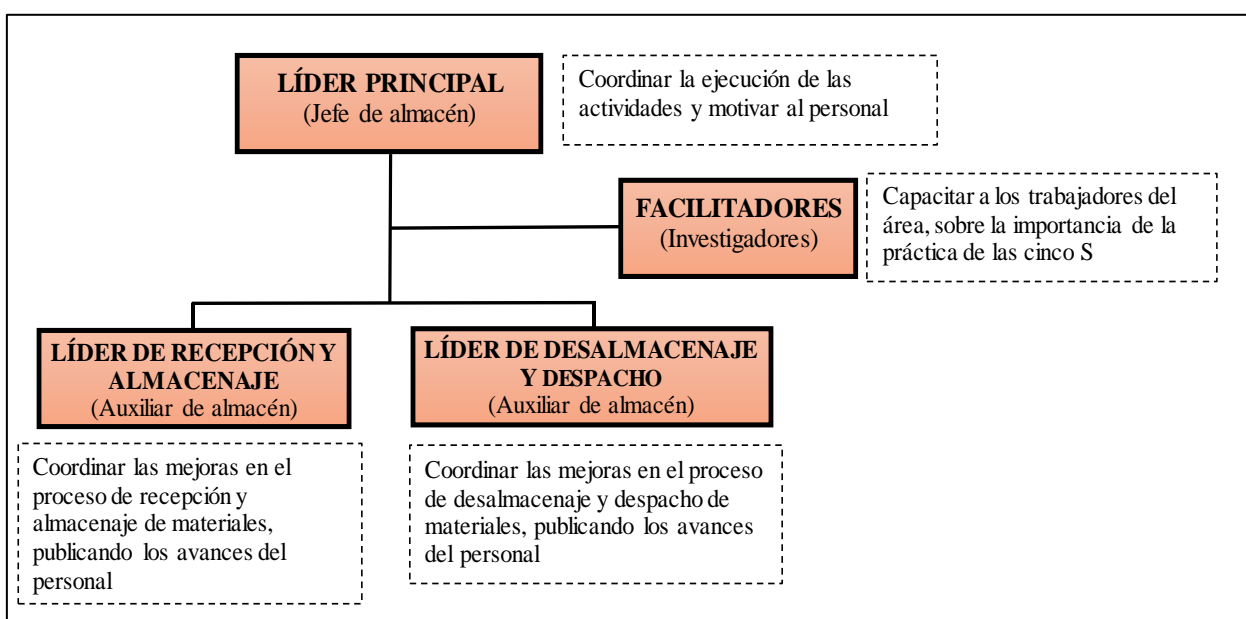 LÍDER PRINCIPAL
(Jefe de almacén)
Coordinar la ejecución de las
actividades y motivar al personal
FACILITADORES
(Investigadores)
Capacitar a los trabajadores del
área, sobre la importancia de la
práctica de las cinco S
LÍDER DE RECEPCIÓN Y
ALMACENAJE
(Auxiliar de almacén)
LÍDER DE DESALMACENAJE
Y DESPACHO
(Auxiliar de almacén)
Coordinar las mejoras en el
proceso de recepción y
almacenaje de materiales,
publicando los avances del
personal
Coordinar las mejoras en el proceso
de desalmacenaje y despacho de
materiales, publicando los avances
del personal